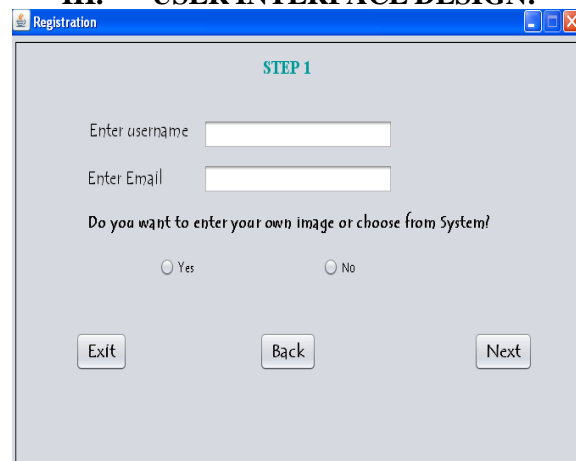 III. USER INTERFACE DESIGN:
Registration
STEP 1
Enter username
Enter Email
Do you want to enter your own image or choose from System?
Yes No
Exit Back Next